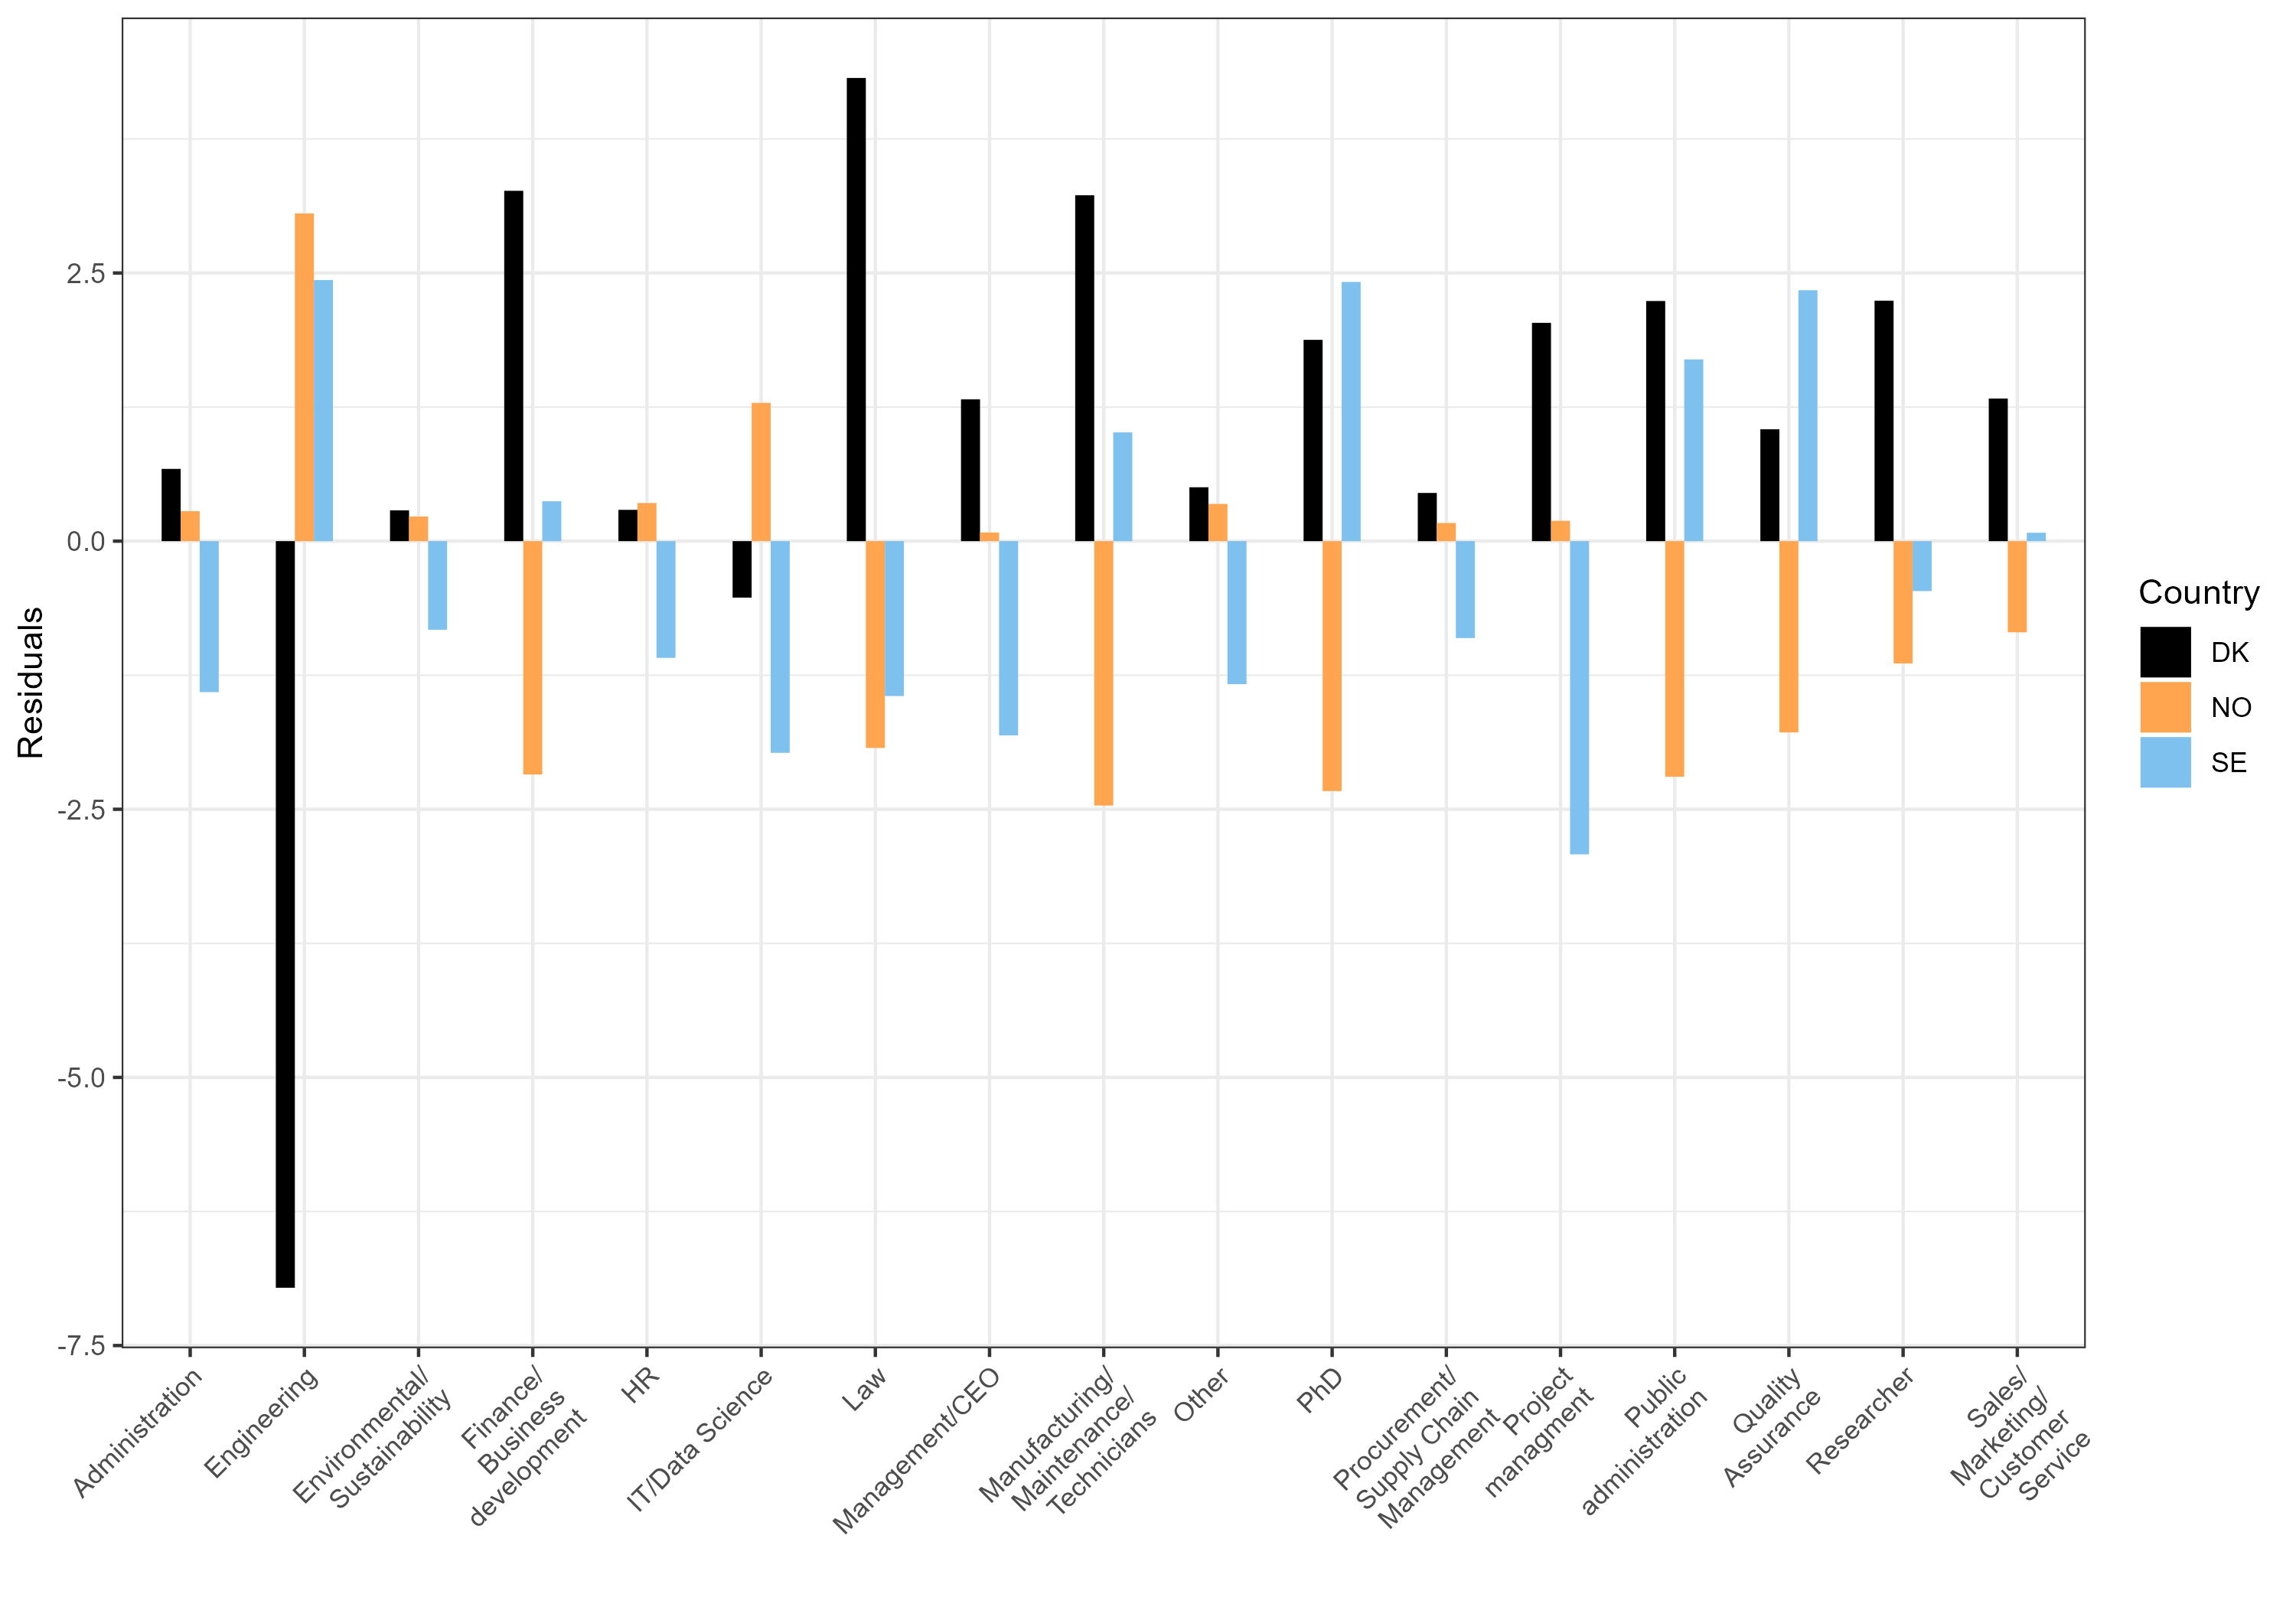 Residuals
2.5
0.0
-2.5
-5.0
-7.5
Administration
Engineering
Environmental/
Sustainability
Finance/
Business
development
HR
IT/Data Science
Law
Management/CEO
Manufacturing/
Maintenance/
Technicians
Other
PhD
Procurement/
Supply Chain
Management
Project
managment
Public
administration
Quality
Assurance
Researcher
Sales/
Marketing/
Customer
Service
Country
DK
NO
SE